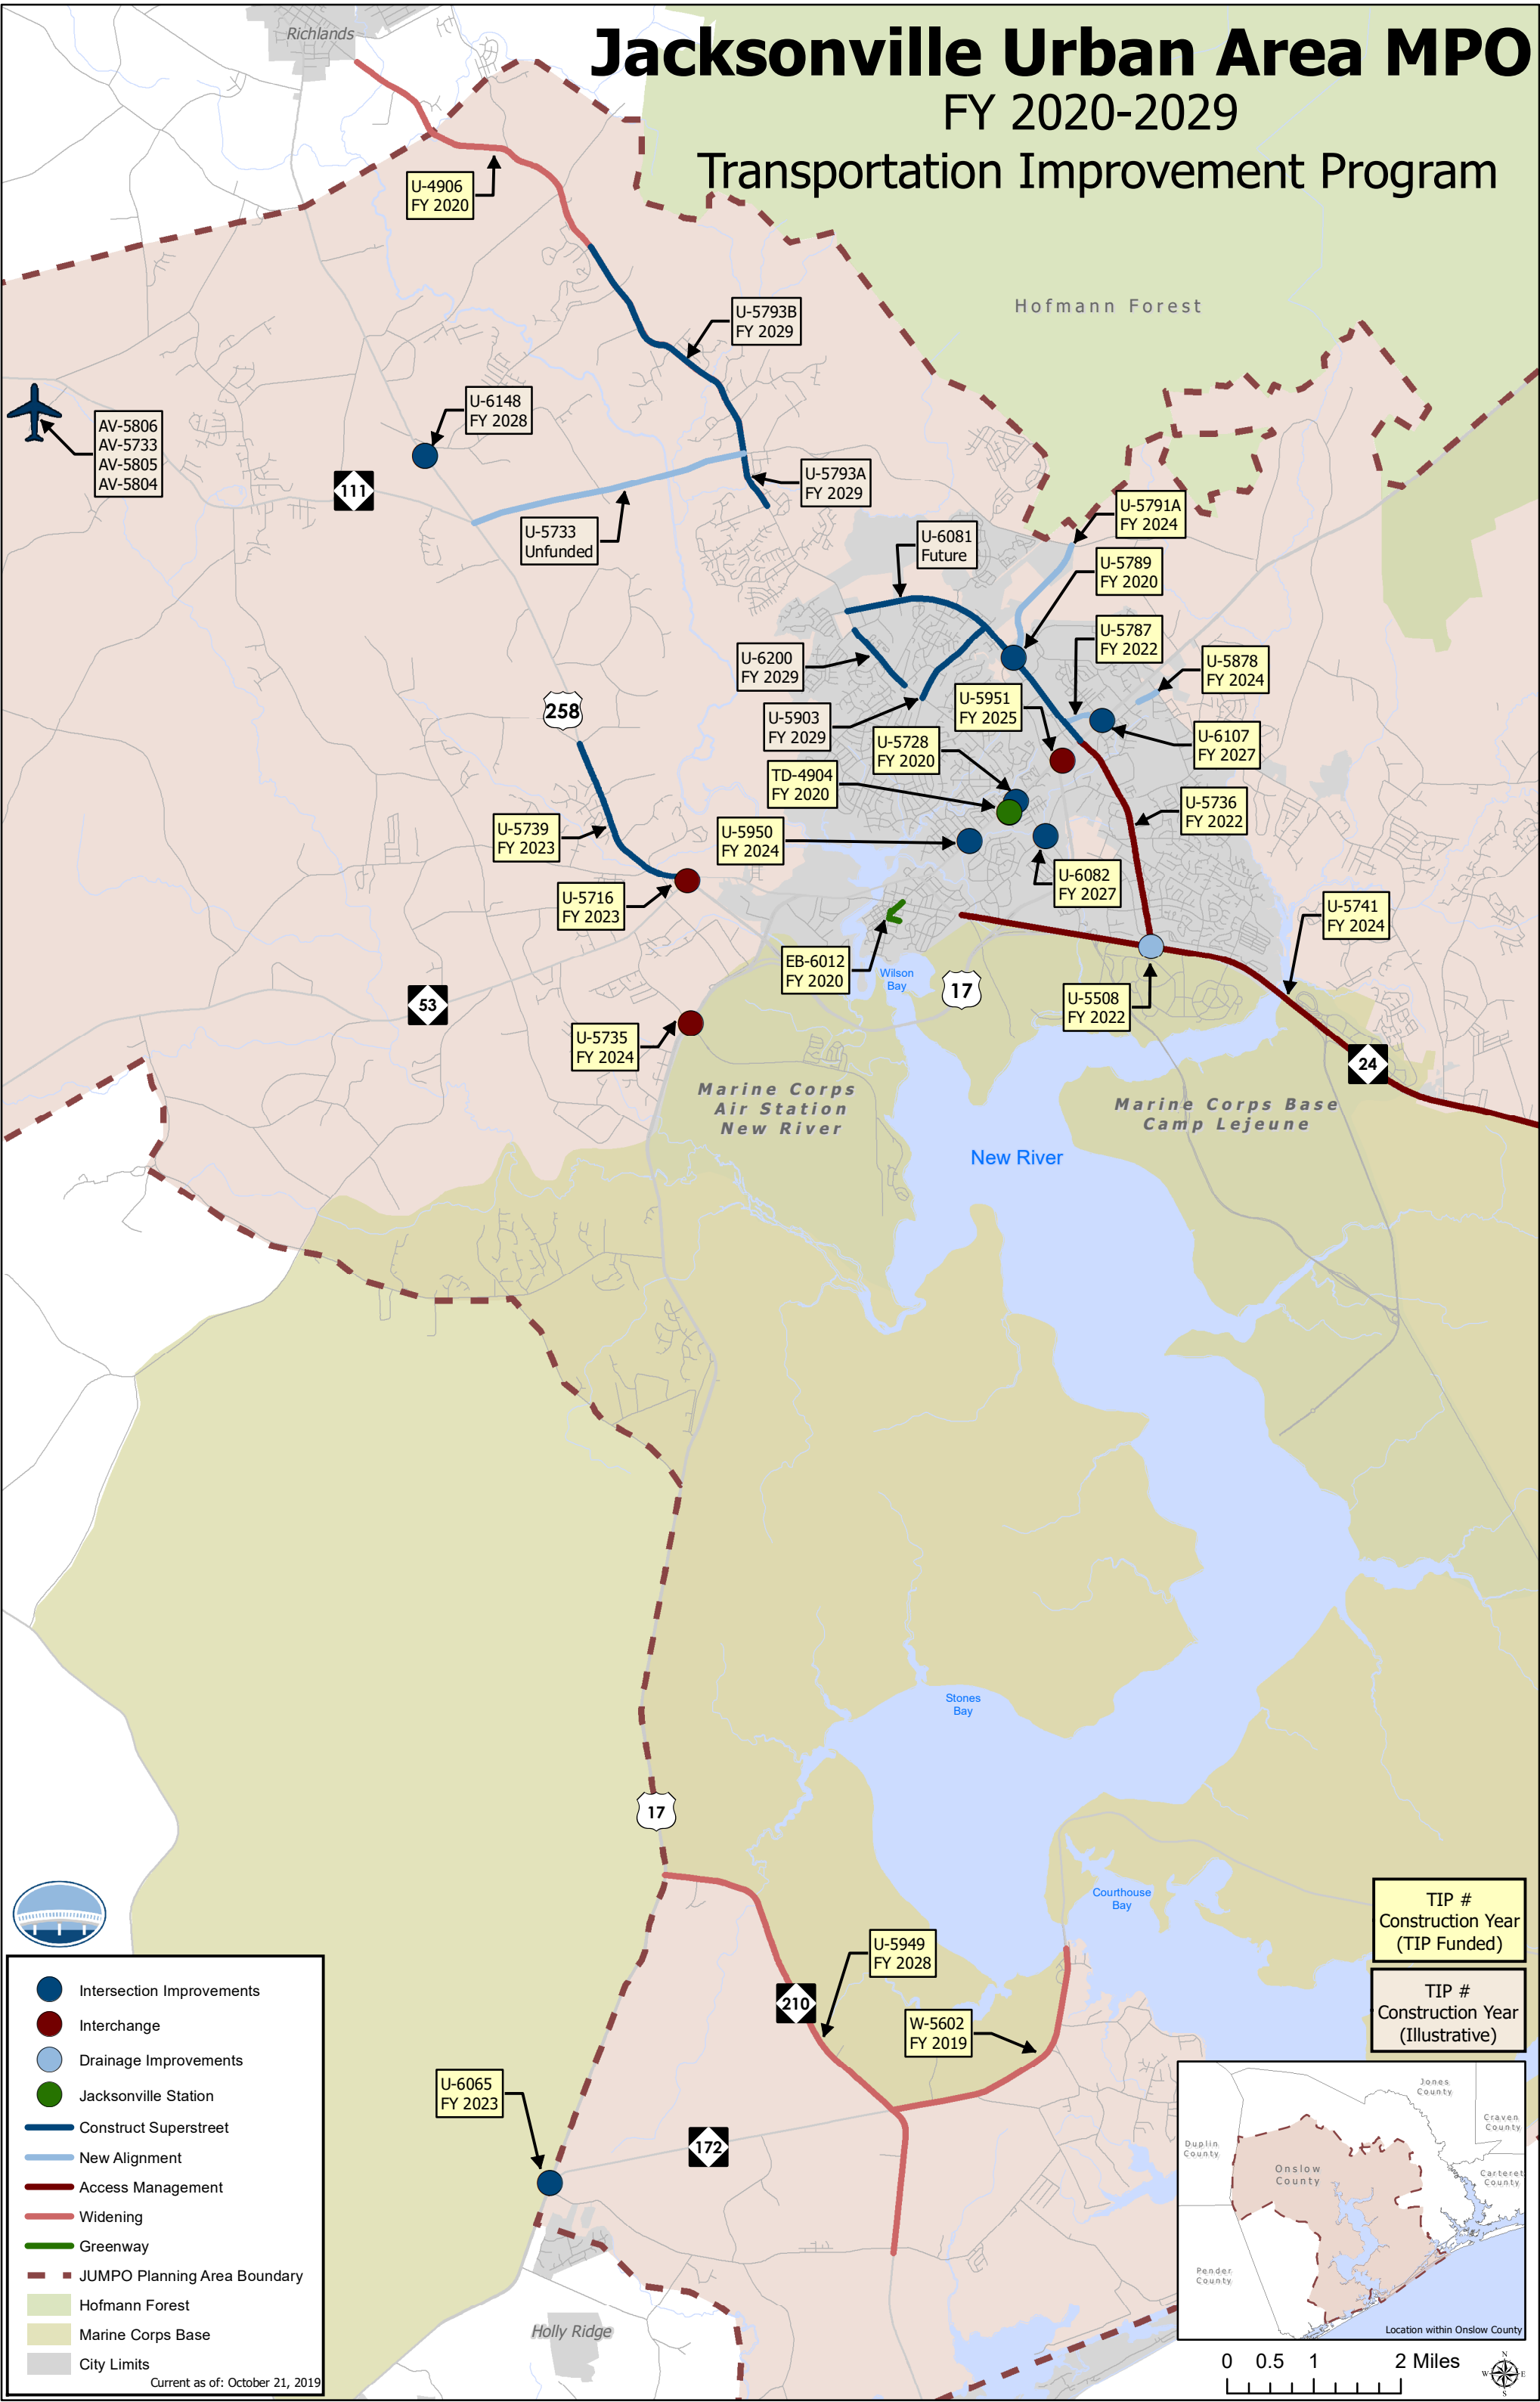 Richlands
Jacksonville Urban Area MPO
FY 2020-2029
Transportation Improvement Program
U-4906
FY 2020
Hofmann Forest
U-5793B
FY 2029
U-6148
FY 2028
AV-5806
AV-5733
AV-5805
AV-5804
111
U-5793A
FY 2029
U-5733
Unfunded
U-5791A
FY 2024
U-6081
Future
U-5789
FY 2020
U-5787
FY 2022
U-6200
FY 2029
U-5878
FY 2024
258
U-5951
FY 2025
U-5903
FY 2029
U-5728
FY 2020
U-6107
FY 2027
TD-4904
FY 2020
U-5736
FY 2022
U-5739
FY 2023
U-5950
FY 2024
U-6082
FY 2027
U-5716
FY 2023
U-5741
FY 2024
EB-6012
FY 2020
Wilson
Bay
17
U-5508
FY 2022
53
U-5735
FY 2024
24
Marine Corps
Air Station
New River
Marine Corps Base
Camp Lejeune
New River
Stones
Bay
17
Courthouse
Bay
U-5949
FY 2028
210
W-5602
FY 2019
U-6065
FY 2023
172
Holly Ridge
TIP #
Construction Year
(TIP Funded)
TIP #
Construction Year
(Illustrative)
Intersection Improvements
Interchange
Drainage Improvements
Jacksonville Station
Construct Superstreet
New Alignment
Access Management
Widening
Greenway
JUMPO Planning Area Boundary
Hofmann Forest
Marine Corps Base
City Limits
Current as of: October 21, 2019
Jones
County
Craven
County
Duplin
County
Onslow
County
Carteret
County
Pender
County
Location within Onslow County
0 0.5 1 2 Miles
N
W E
S